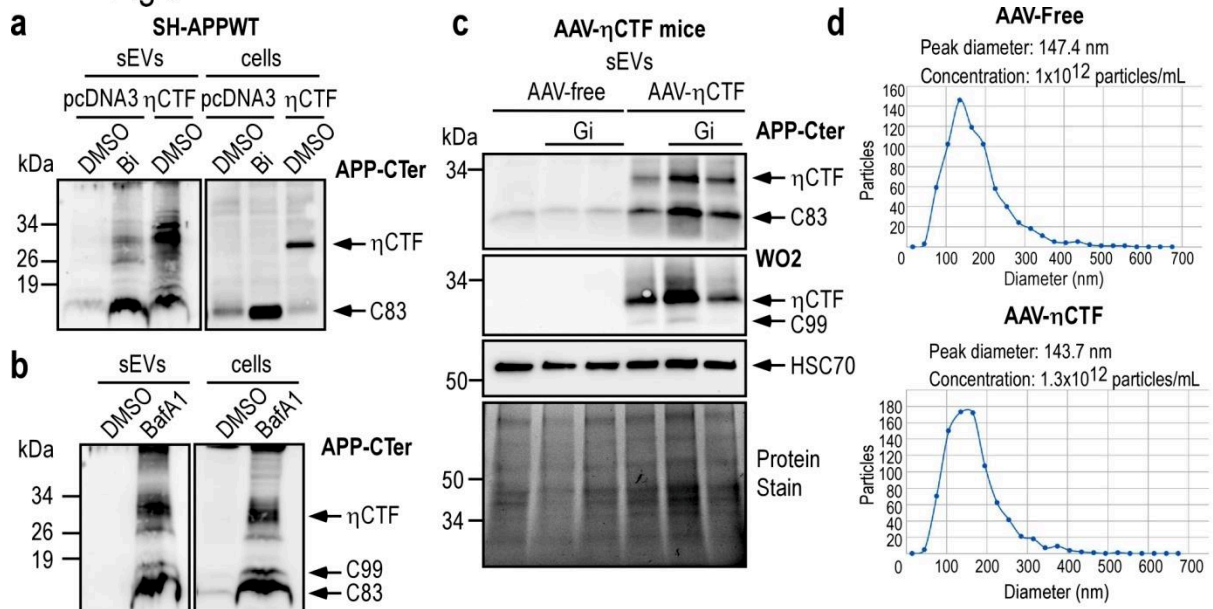 a
SH-APPWT
sEVs cells
pcDNA3 ηCTF pcDNA3 ηCTF
DMSO Bi DMSO DMSO Bi DMSO
kDa
APP-CTer
34
26
19
ηCTF
C83
b
sEVs cells
DMSO BafA1 DMSO BafA1
kDa
APP-CTer
34
26
19
ηCTF
C99
C83
c
AAV-ηCTF mice
sEVs
AAV-free AAV-ηCTF
Gi Gi
kDa
APP-Cter
34
ηCTF
C83
WO2
34
ηCTF
C99
50
HSC70
50
34
Protein
Stain
d
AAV-Free
Peak diameter: 147.4 nm
Concentration: 1x10¹² particles/mL
Particles
160
140
120
100
80
60
40
20
0 100 200 300 400 500 600 700
Diameter (nm)
AAV-ηCTF
Peak diameter: 143.7 nm
Concentration: 1.3x10¹² particles/mL
Particles
180
160
140
120
100
80
60
40
20
0 100 200 300 400 500 600 700
Diameter (nm)